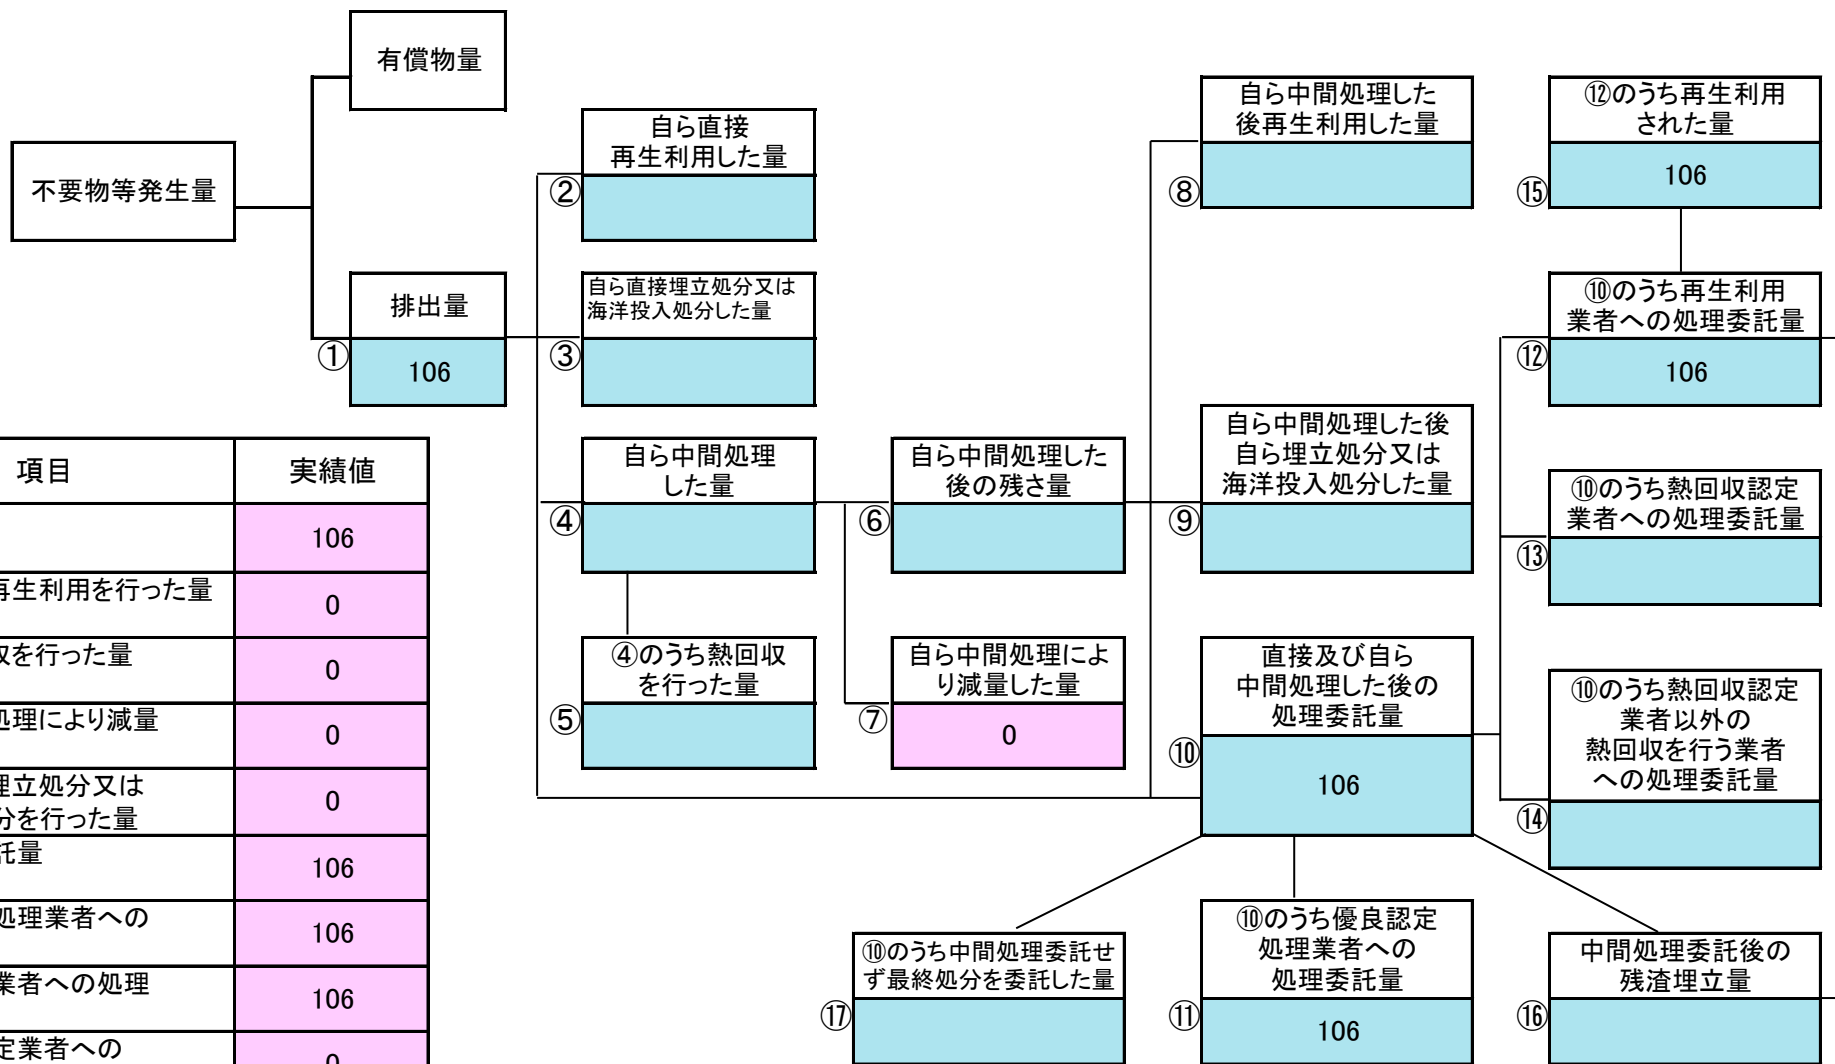 有償物量
不要物等発生量
排出量
①
106
自ら直接
再生利用した量
②
自ら直接埋立処分又は
海洋投入処分した量
③
自ら中間処理
した量
④
④のうち熱回収
を行った量
⑤
自ら中間処理した
後の残さ量
⑥
自ら中間処理によ
り減量した量
⑦
0
自ら中間処理した
後再生利用した量
⑧
自ら中間処理した後
自ら埋立処分又は
海洋投入処分した量
⑨
直接及び自ら
中間処理した後の
処理委託量
⑩
106
⑩のうち優良認定
処理業者への
処理委託量
⑪
106
⑫のうち再生利用
された量
⑮
106
⑩のうち再生利用
業者への処理委託量
⑫
106
⑩のうち熱回収認定
業者への処理委託量
⑬
⑩のうち熱回収認定
業者以外の
熱回収を行う業者
への処理委託量
⑭
中間処理委託後の
残渣埋立量
⑯
⑩のうち中間処理委託せ
ず最終処分を委託した量
⑰
項目
実績値
106
再生利用を行った量
0
を行った量
0
処理により減量
0
埋立処分又は
分を行った量
0
託量
106
処理業者への
106
業者への処理
106
定業者への
0